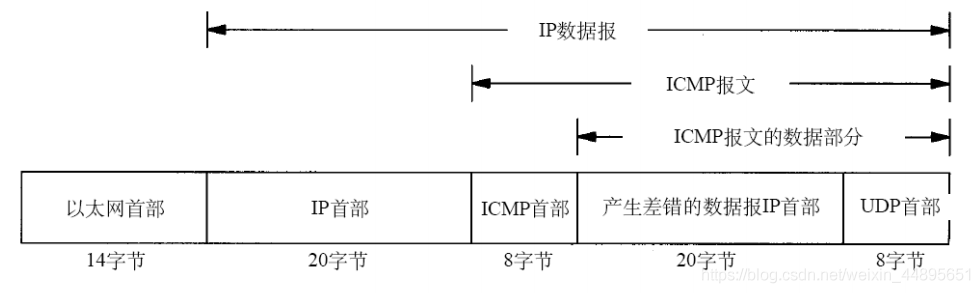 IP数据报
ICMP报文
ICMP报文的数据部分
以太网首部 IP首部 ICMP首部 产生差错的数据报IP首部 UDP首部
14字节 20字节 8字节 20字节 8字节
https://blog.csdn.net/weixin_44895651